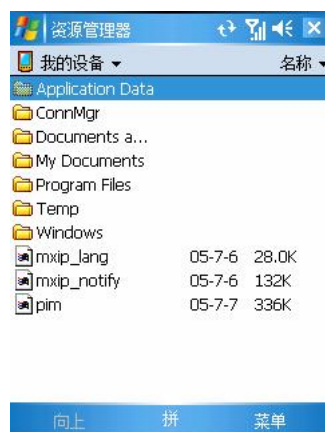 资源管理器
我的设备 名称
Application Data
ConnMgr
Documents a...
My Documents
Program Files
Temp
Windows
mxip_lang 05-7-6 28.0K
mxip_notify 05-7-6 132K
pim 05-7-7 336K
向上 拼 菜单